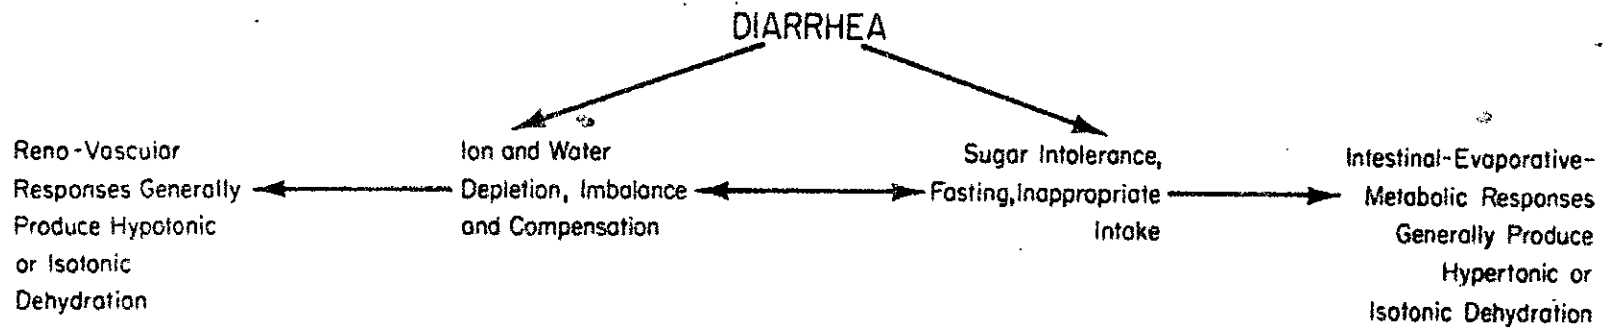 DIARRHEA
Reno-Vascular
Responses Generally
Produce Hypotonic
or Isotonic
Dehydration
Ion and Water
Depletion, Imbalance
and Compensation
Sugar Intolerance,
Fasting, Inappropriate
Intake
Intestinal-Evaporative-
Metabolic Responses
Generally Produce
Hypertonic or
Isotonic Dehydration